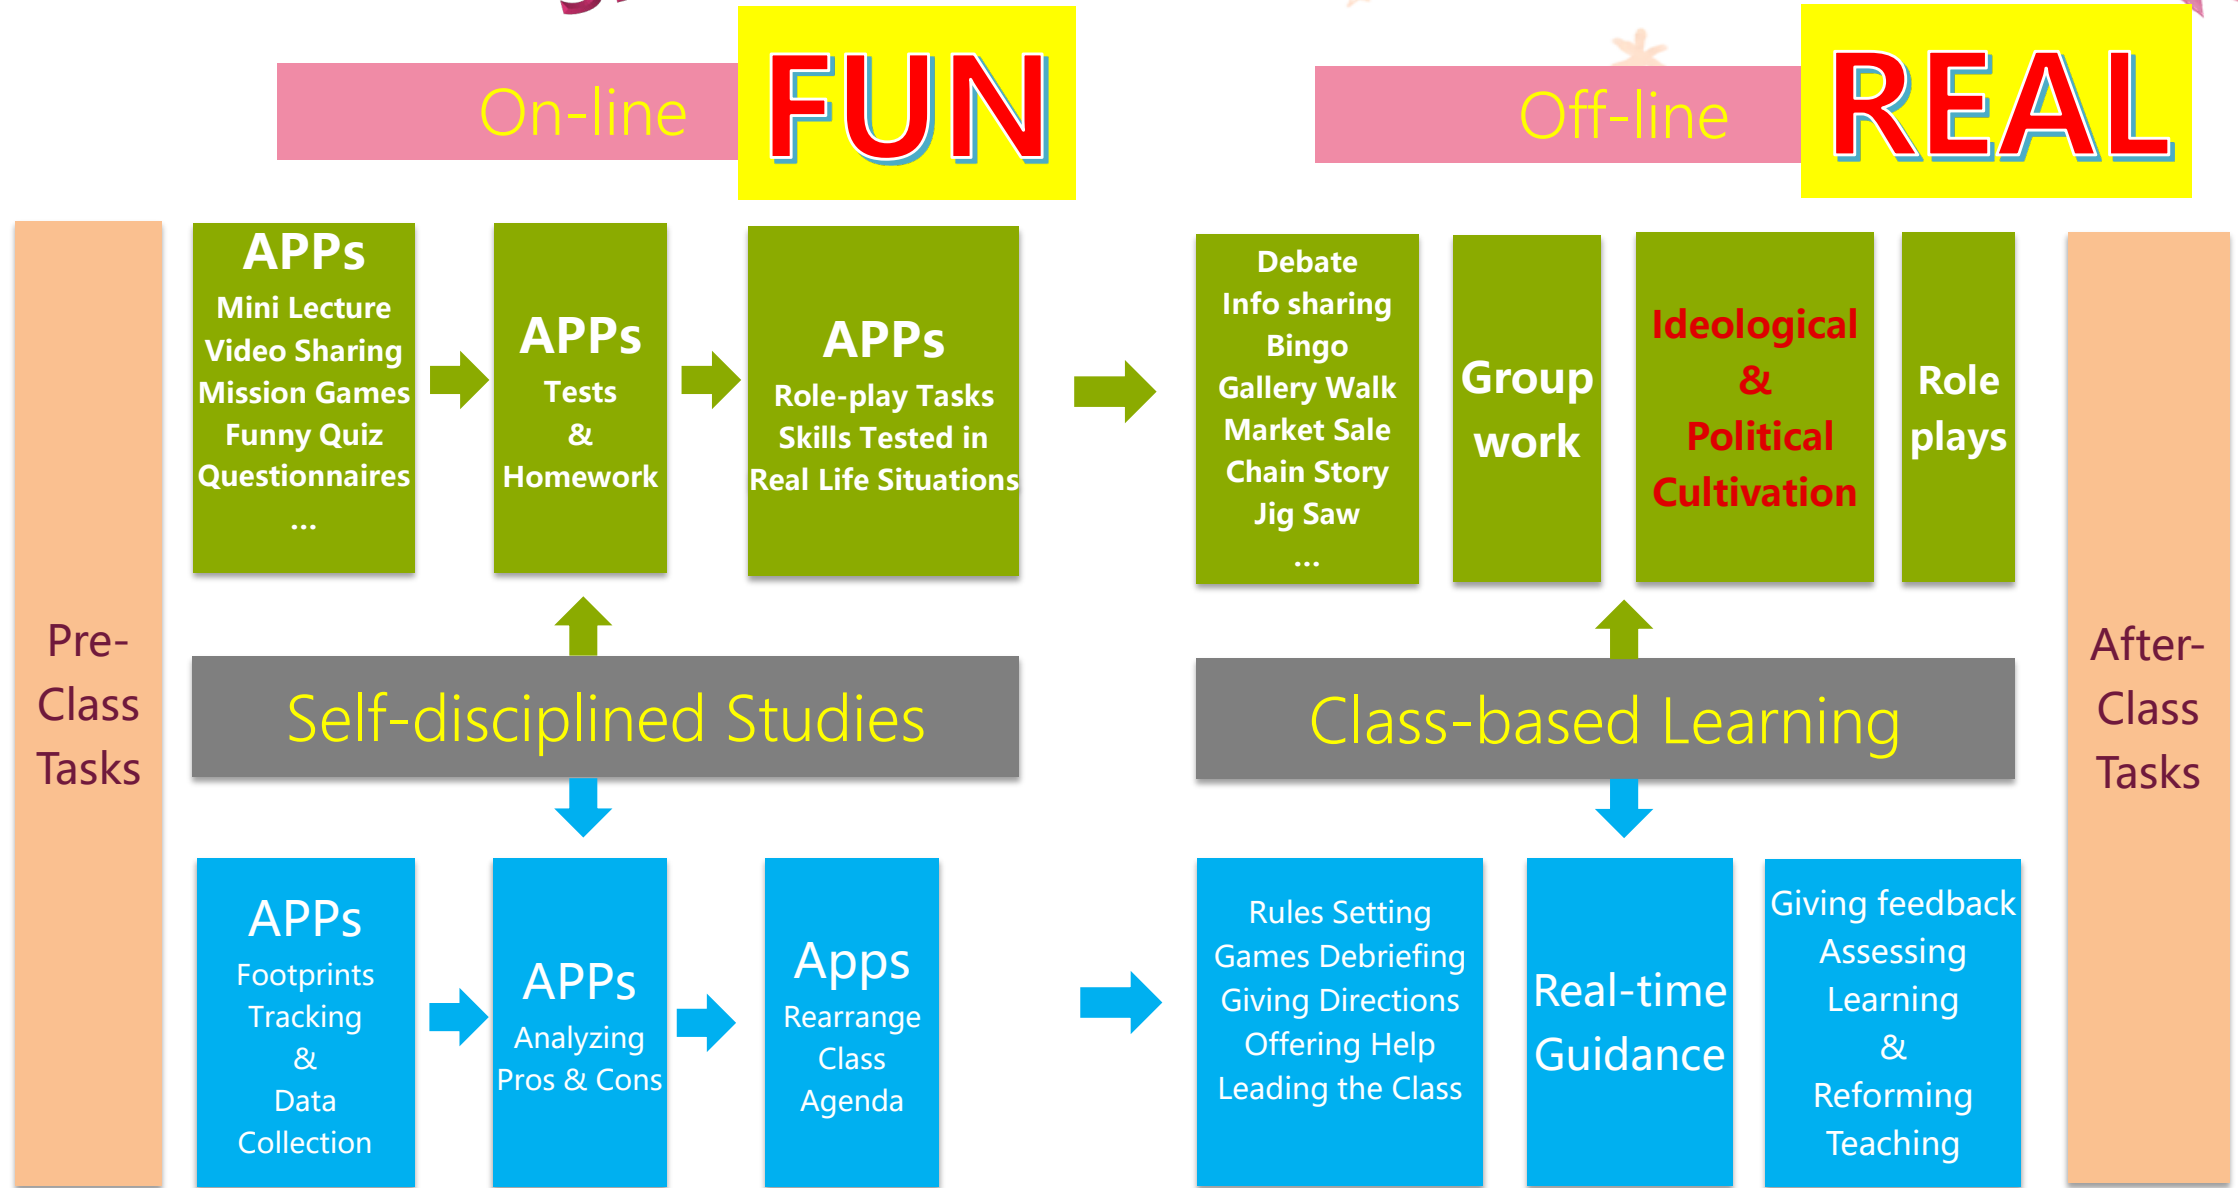 On-line
FUN
Off-line
REAL
Pre-
Class
Tasks
APPs
Mini Lecture
Video Sharing
Mission Games
Funny Quiz
Questionnaires
...
APPs
Tests
&
Homework
APPs
Role-play Tasks
Skills Tested in
Real Life Situations
Debate
Info sharing
Bingo
Gallery Walk
Market Sale
Chain Story
Jig Saw
...
Group
work
Ideological
&
Political
Cultivation
Role
plays
After-
Class
Tasks
Self-disciplined Studies
Class-based Learning
APPs
Footprints
Tracking
&
Data
Collection
APPs
Analyzing
Pros & Cons
Apps
Rearrange
Class
Agenda
Rules Setting
Games Debriefing
Giving Directions
Offering Help
Leading the Class
Real-time
Guidance
Giving feedback
Assessing
Learning
&
Reforming
Teaching